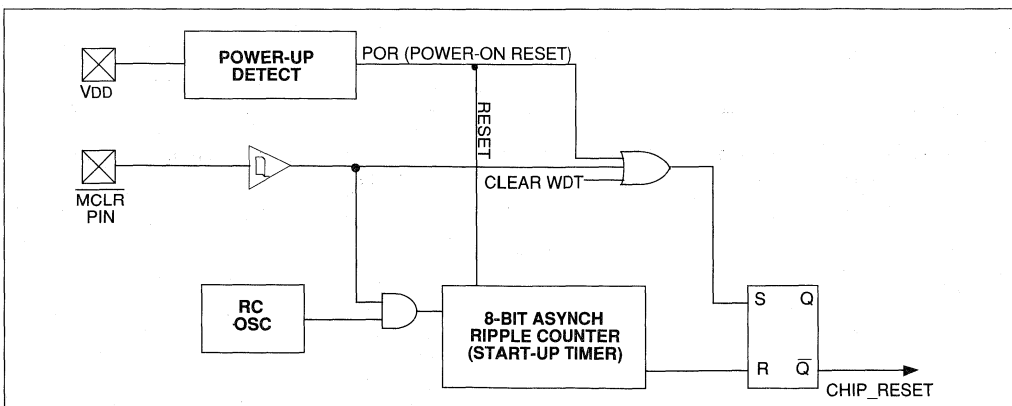 POWER-UP
DETECT
POR (POWER-ON RESET)
VDD
RESET
MCLR
PIN
CLEAR WDT
RC
OSC
8-BIT ASYNCH
RIPPLE COUNTER
(START-UP TIMER)
S Q
R Q̅
CHIP_RESET